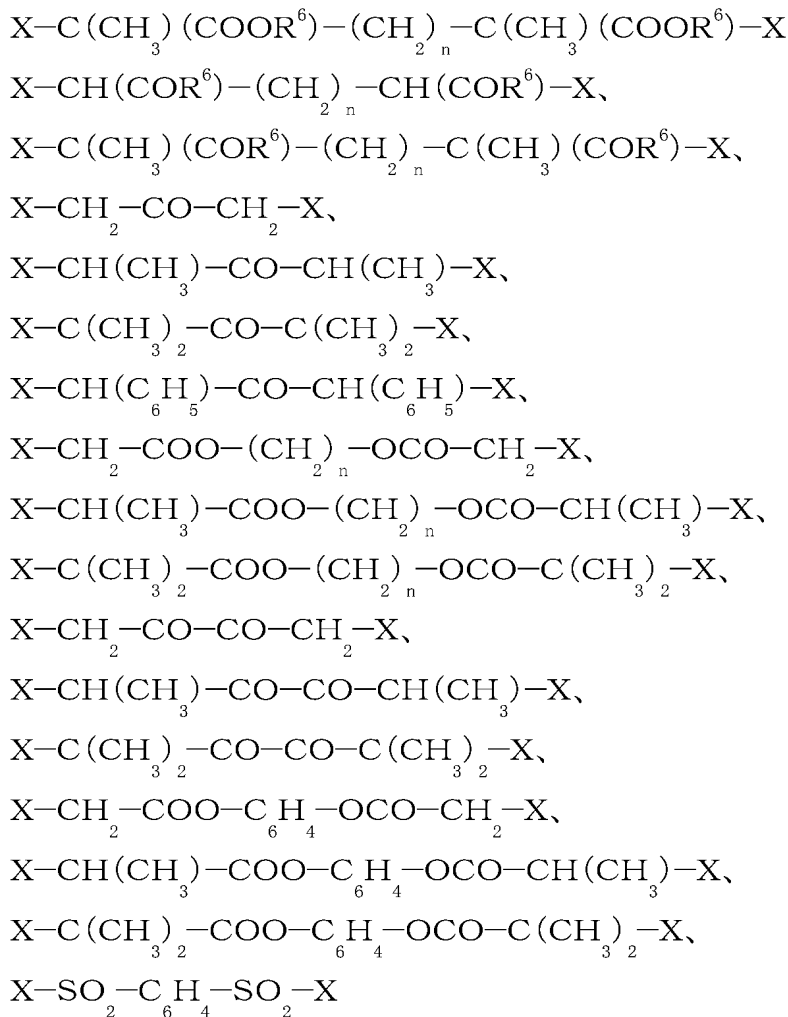 X−C(CH₃)(COOR⁶)−(CH₂)ₙ−C(CH₃)(COOR⁶)−X
X−CH(COR⁶)−(CH₂)ₙ−CH(COR⁶)−X、
X−C(CH₃)(COR⁶)−(CH₂)ₙ−C(CH₃)(COR⁶)−X、
X−CH₂−CO−CH₂−X、
X−CH(CH₃)−CO−CH(CH₃)−X、
X−C(CH₃)₂−CO−C(CH₃)₂−X、
X−CH(C₆H₅)−CO−CH(C₆H₅)−X、
X−CH₂−COO−(CH₂)ₙ−OCO−CH₂−X、
X−CH(CH₃)−COO−(CH₂)ₙ−OCO−CH(CH₃)−X、
X−C(CH₃)₂−COO−(CH₂)ₙ−OCO−C(CH₃)₂−X、
X−CH₂−CO−CO−CH₂−X、
X−CH(CH₃)−CO−CO−CH(CH₃)−X、
X−C(CH₃)₂−CO−CO−C(CH₃)₂−X、
X−CH₂−COO−C₆H₄−OCO−CH₂−X、
X−CH(CH₃)−COO−C₆H₄−OCO−CH(CH₃)−X、
X−C(CH₃)₂−COO−C₆H₄−OCO−C(CH₃)₂−X、
X−SO₂−C₆H₄−SO₂−X